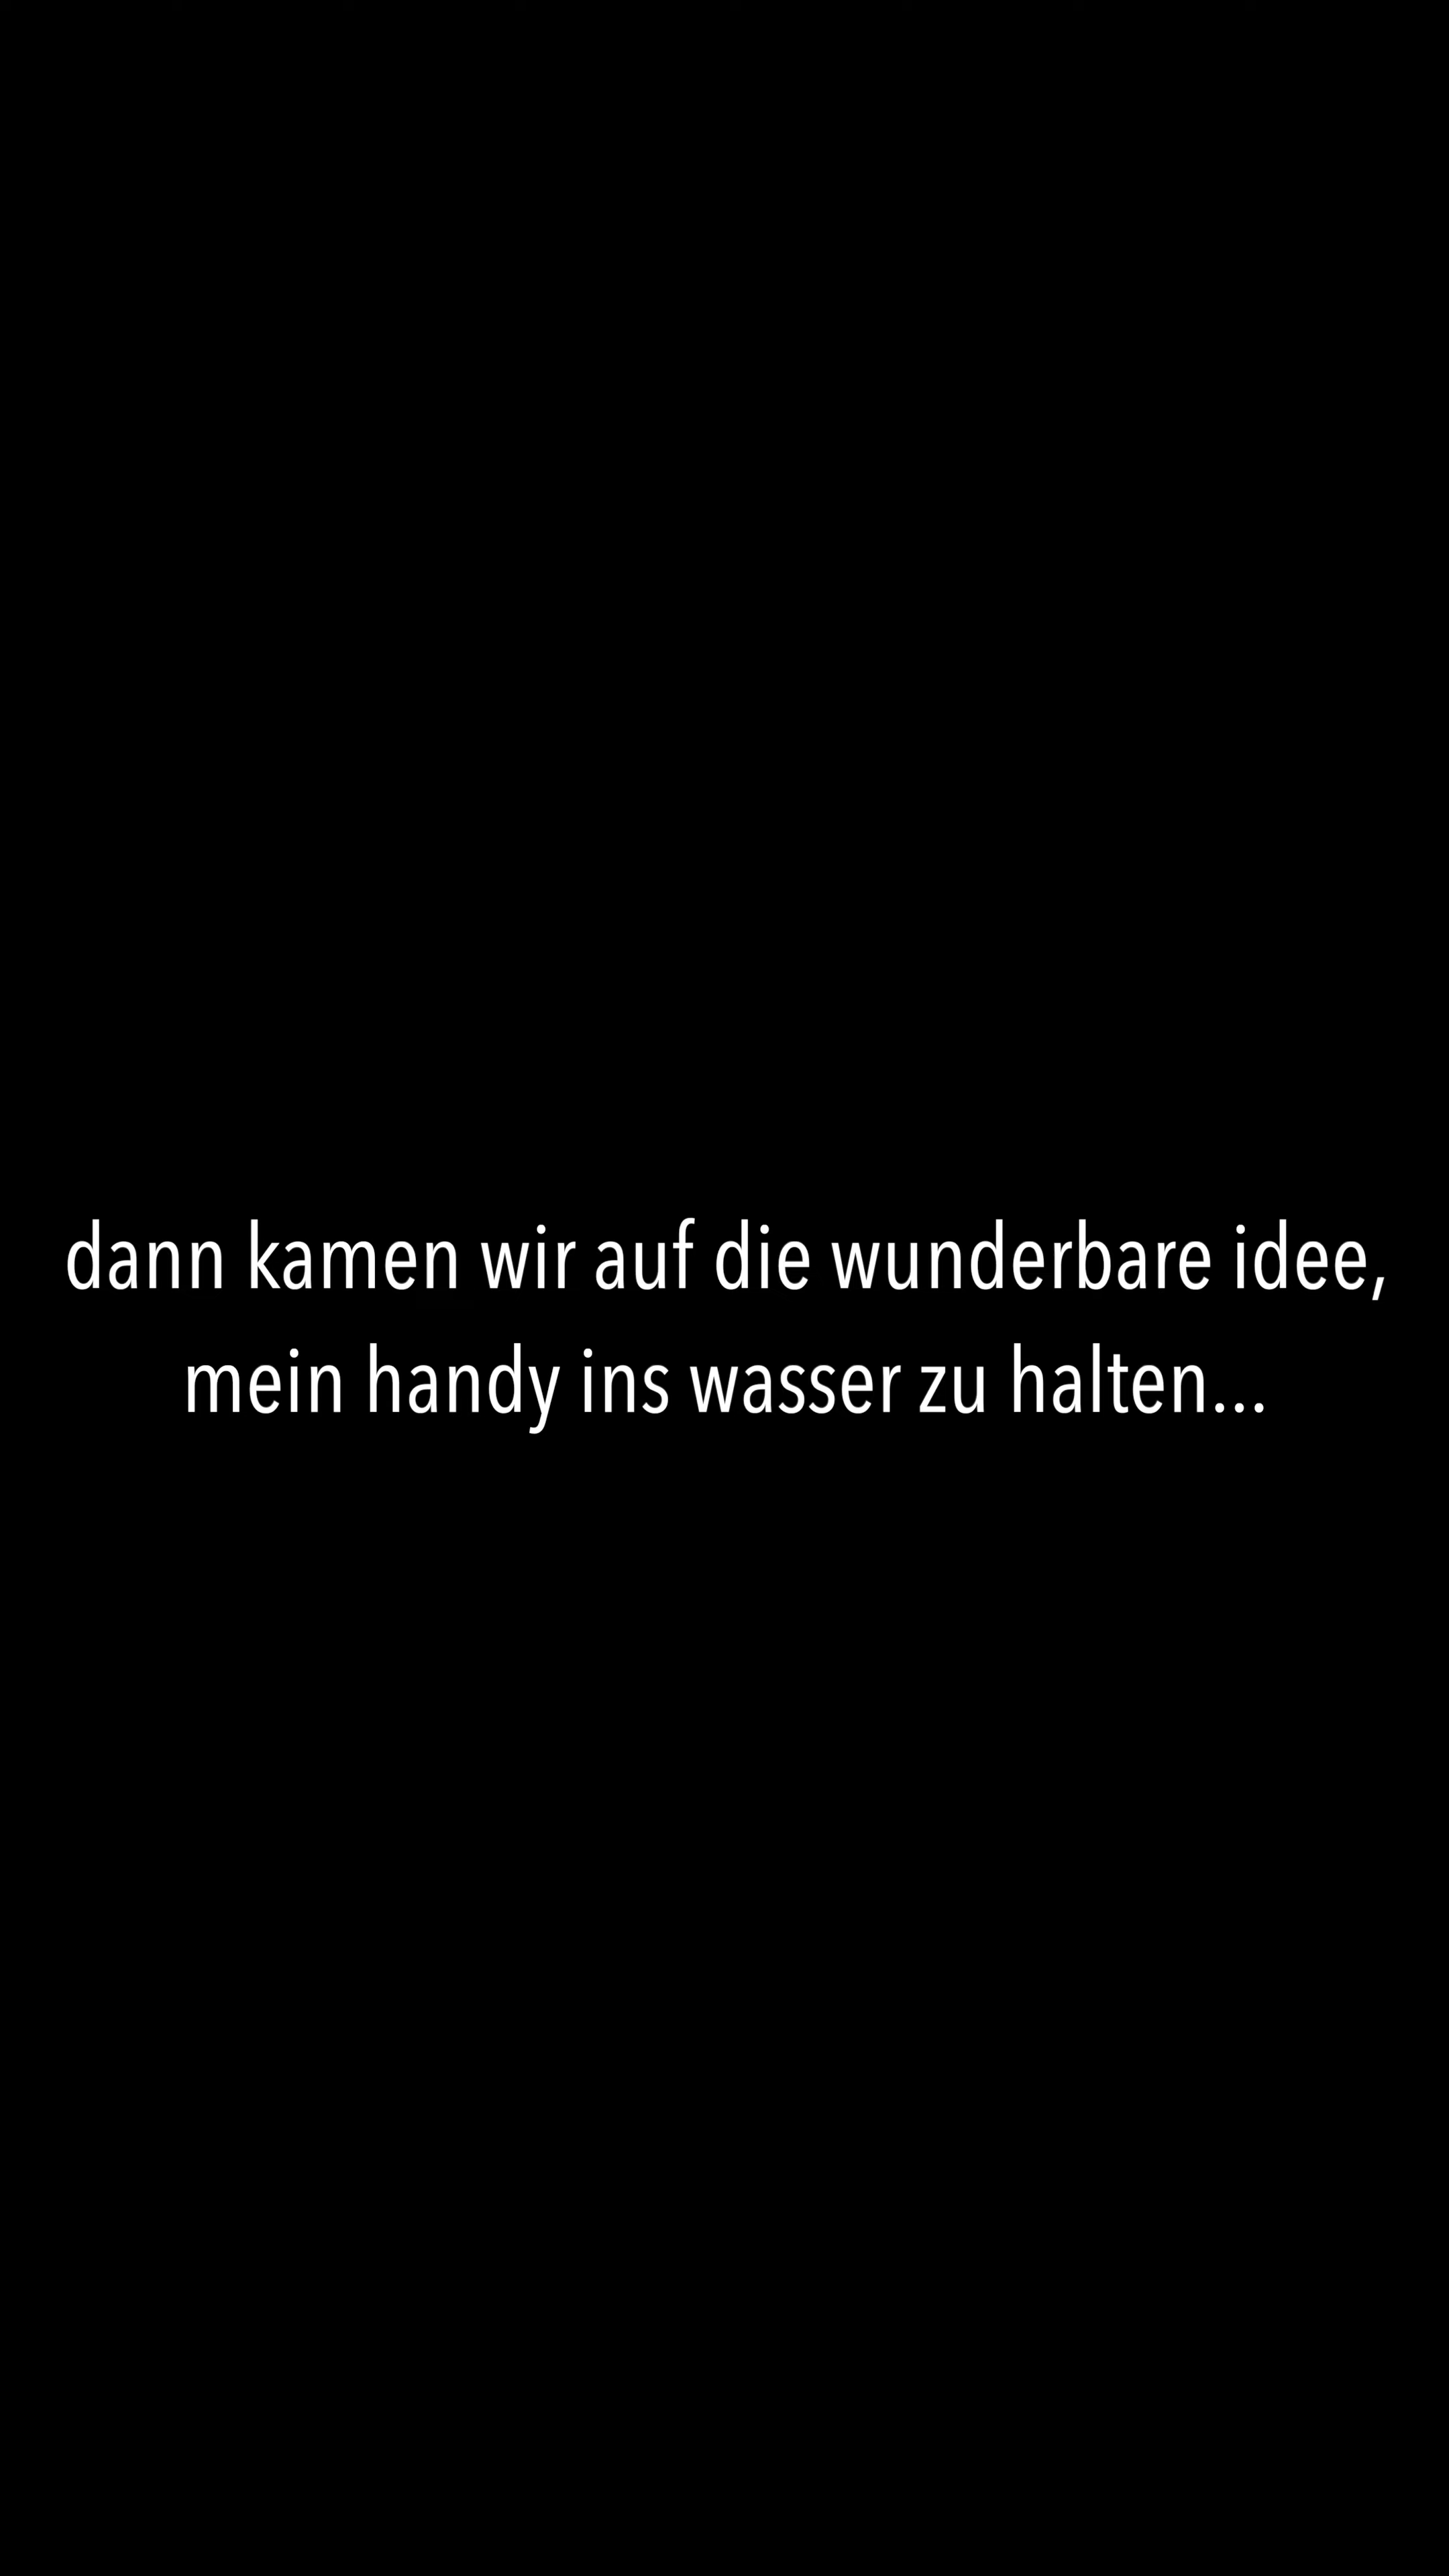 dann kamen wir auf die wunderbare idee,
mein handy ins wasser zu halten...